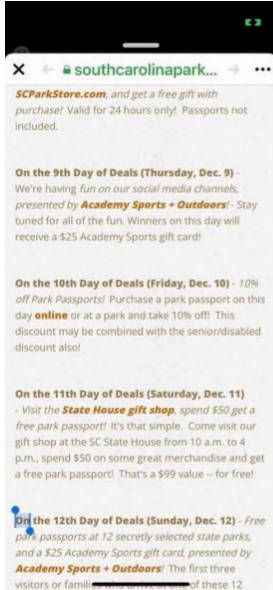 southcarolinapark...
SCParkStore.com, and get a free gift with
purchase! Valid for 24 hours only! Passports not
included.
On the 9th Day of Deals (Thursday, Dec. 9) -
We're having fun on our social media channels,
presented by Academy Sports + Outdoors! - Stay
tuned for all of the fun. Winners on this day will
receive a $25 Academy Sports gift card!
On the 10th Day of Deals (Friday, Dec. 10) - 10%
off Park Passports! Purchase a park passport on this
day online or at a park and take 10% off! This
discount may be combined with the senior/disabled
discount also!
On the 11th Day of Deals (Saturday, Dec. 11)
- Visit the State House gift shop, spend $50 get a
free park passport! It's that simple. Come visit our
gift shop at the SC State House from 10 a.m. to 4
p.m., spend $50 on some great merchandise and get
a free park passport! That's a $99 value -- for free!
On the 12th Day of Deals (Sunday, Dec. 12) - Free
park passports at 12 secretly selected state parks,
and a $25 Academy Sports gift card, presented by
Academy Sports + Outdoors! The first three
visitors or families of these 12